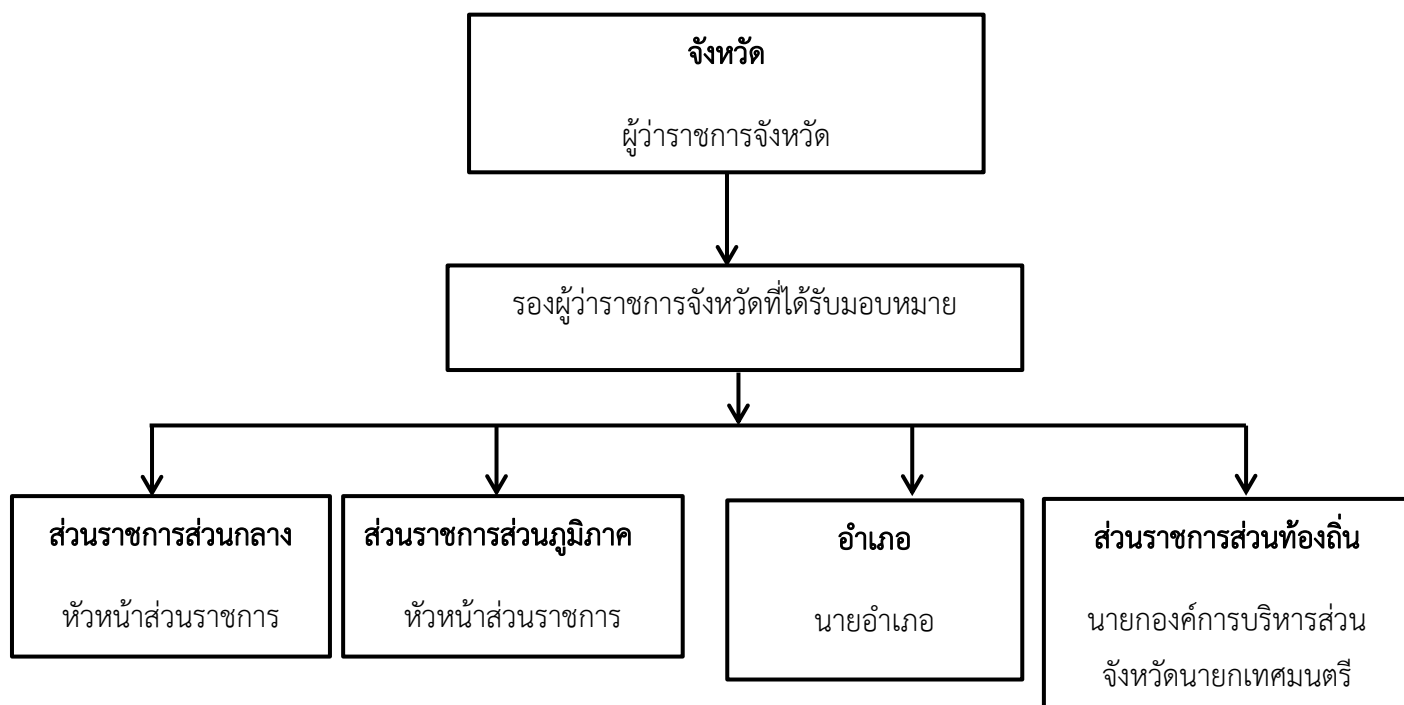 จังหวัด
ผู้ว่าราชการจังหวัด
รองผู้ว่าราชการจังหวัดที่ได้รับมอบหมาย
ส่วนราชการส่วนกลาง
หัวหน้าส่วนราชการ
ส่วนราชการส่วนภูมิภาค
หัวหน้าส่วนราชการ
อำเภอ
นายอำเภอ
ส่วนราชการส่วนท้องถิ่น
นายกองค์การบริหารส่วน
จังหวัดนายกเทศมนตรี